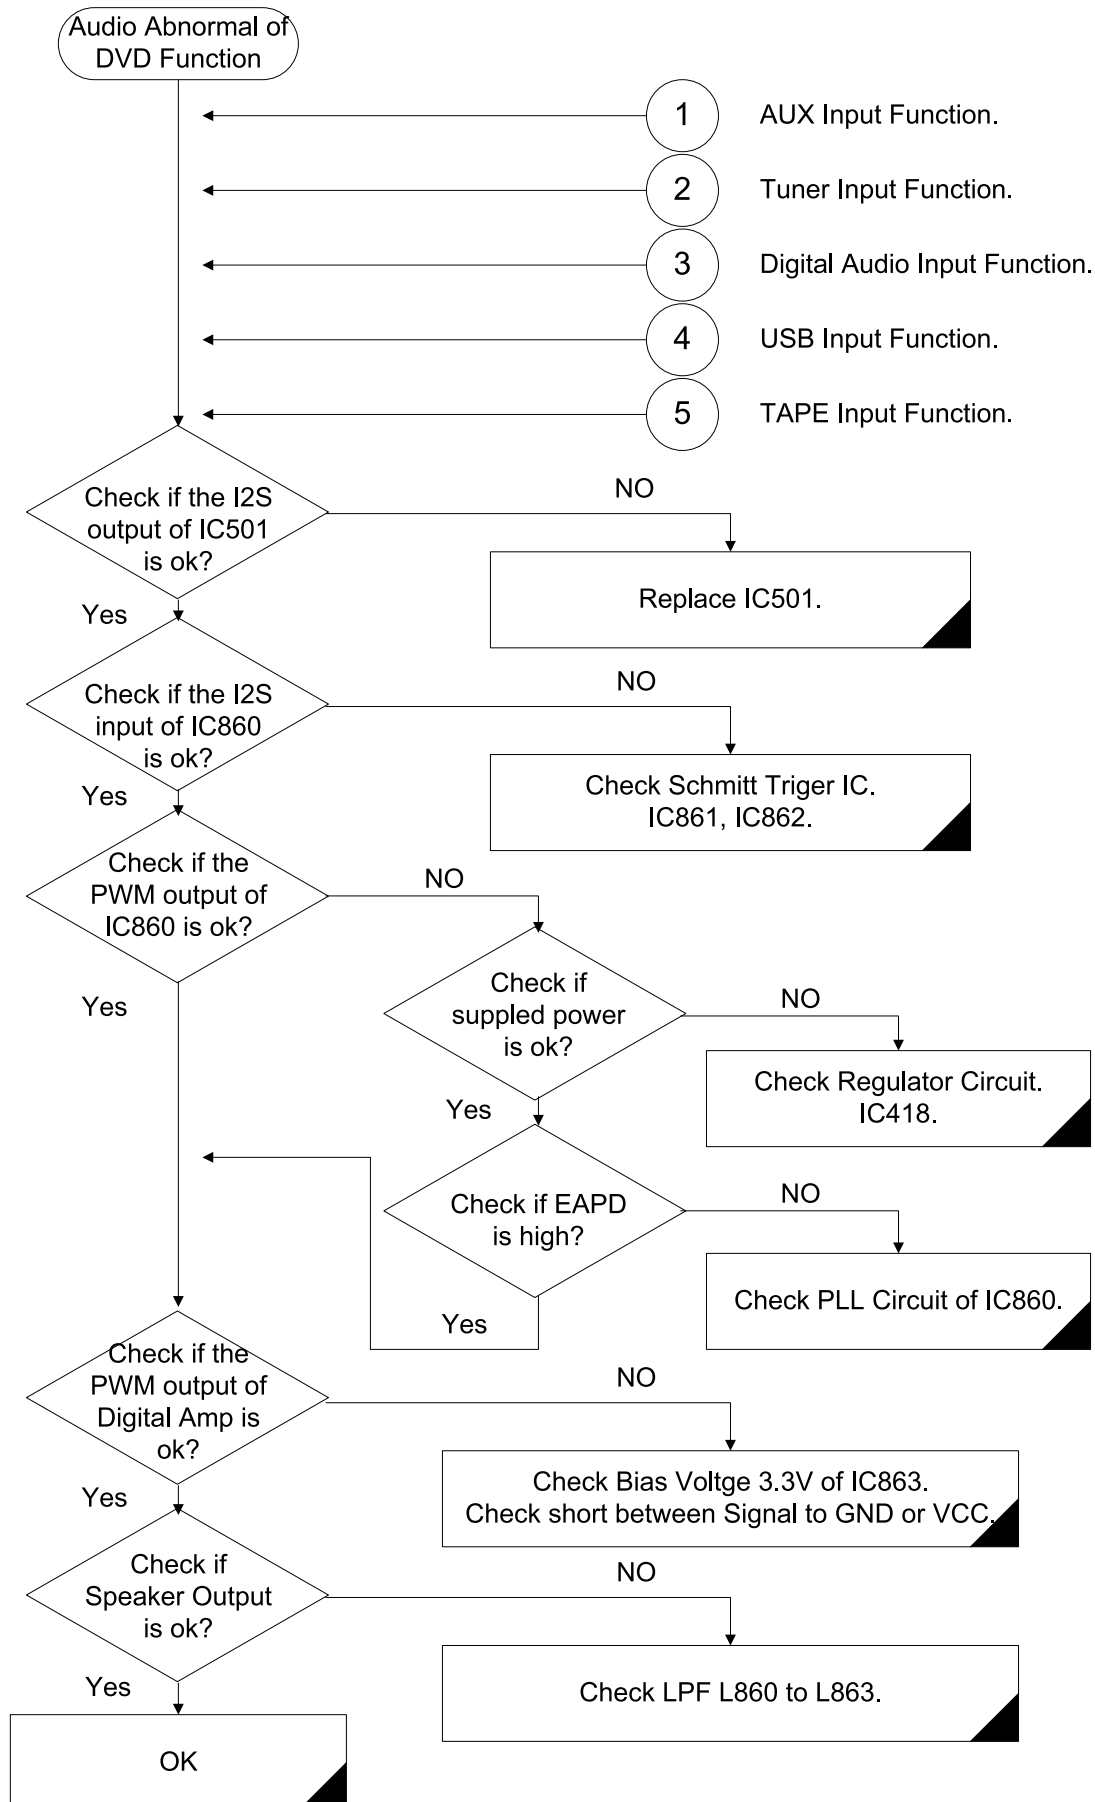 Audio Abnormal of
DVD Function
1
AUX Input Function.
2
Tuner Input Function.
3
Digital Audio Input Function.
4
USB Input Function.
5
TAPE Input Function.
Check if the I2S
output of IC501
is ok?
NO
Replace IC501.
Yes
Check if the I2S
input of IC860
is ok?
NO
Check Schmitt Triger IC.
IC861, IC862.
Yes
Check if the
PWM output of
IC860 is ok?
NO
Check if
suppled power
is ok?
NO
Check Regulator Circuit.
IC418.
Yes
Yes
Check if EAPD
is high?
NO
Check PLL Circuit of IC860.
Yes
Check if the
PWM output of
Digital Amp is
ok?
NO
Check Bias Voltge 3.3V of IC863.
Check short between Signal to GND or VCC.
Yes
Check if
Speaker Output
is ok?
NO
Check LPF L860 to L863.
Yes
OK